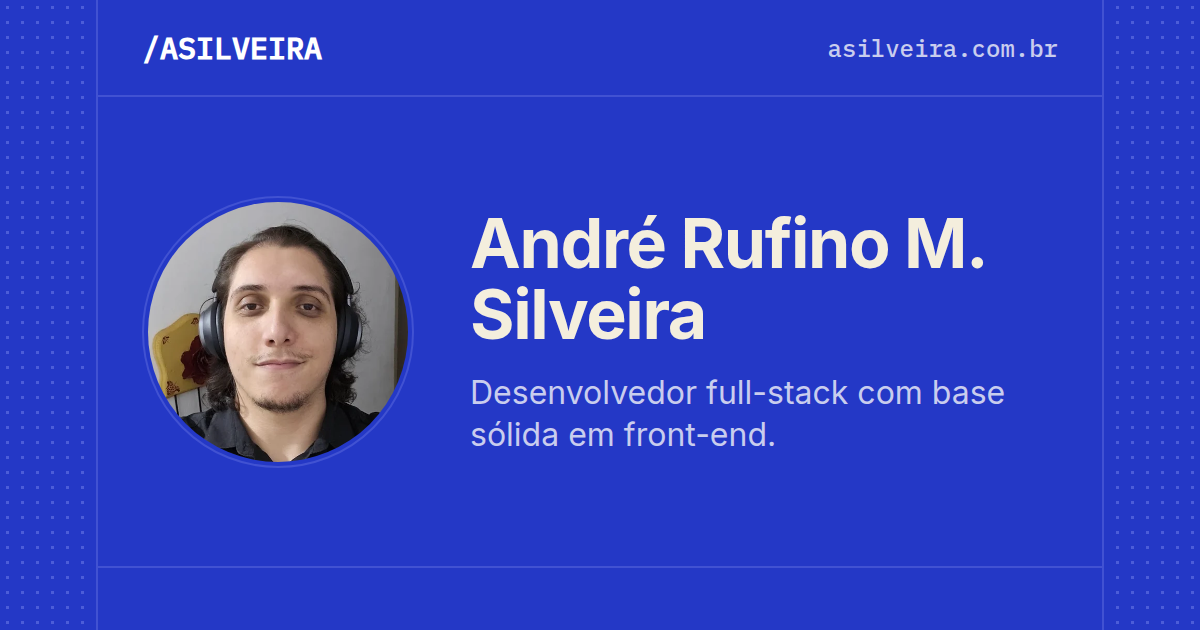 /ASILVEIRA
asilveira.com.br
André Rufino M.
Silveira
Desenvolvedor full-stack com base
sólida em front-end.